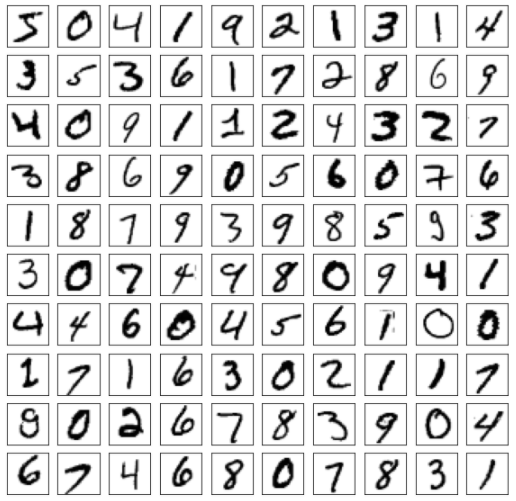 5 0 4 1 9 2 1 3 1 4
3 5 3 6 1 7 2 8 6 9
4 0 9 1 1 2 4 3 2 7
3 8 6 9 0 5 6 0 7 6
1 8 7 9 3 9 8 5 9 3
3 0 7 4 9 8 0 9 4 1
4 4 6 0 4 5 6 1 0 0
1 7 1 6 3 0 2 1 1 7
9 0 2 6 7 8 3 9 0 4
6 7 4 6 8 0 7 8 3 1